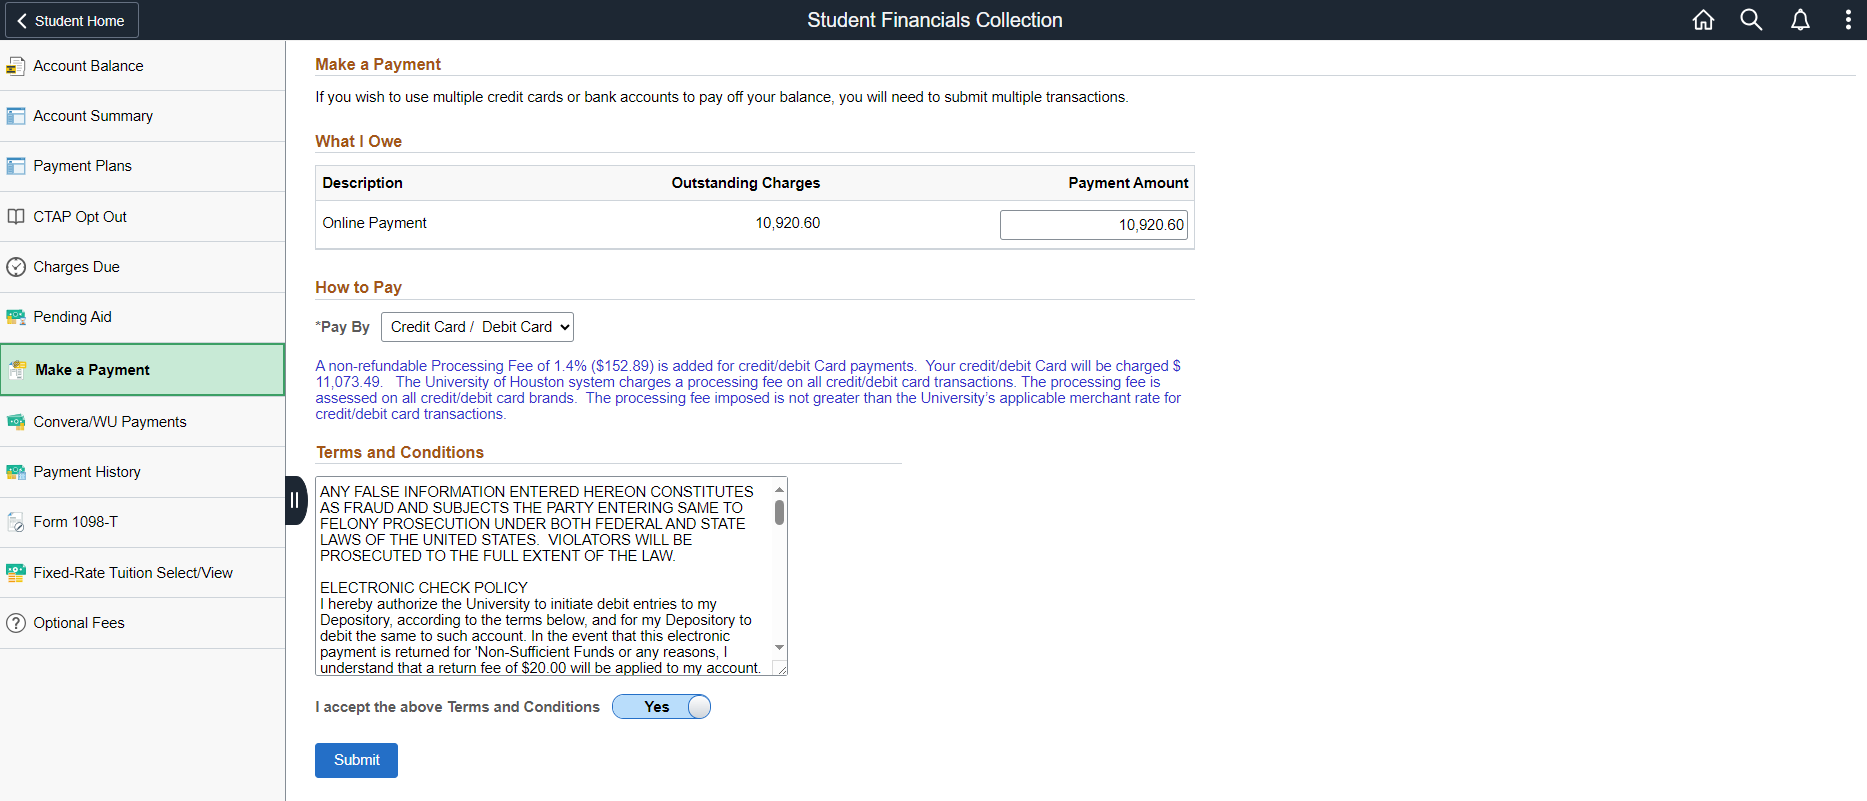 Student Home
Student Financials Collection
Account Balance
Account Summary
Payment Plans
CTAP Opt Out
Charges Due
Pending Aid
Make a Payment
Convera/WU Payments
Payment History
Form 1098-T
Fixed-Rate Tuition Select/View
Optional Fees
Make a Payment
If you wish to use multiple credit cards or bank accounts to pay off your balance, you will need to submit multiple transactions.
What I Owe
Description Outstanding Charges Payment Amount
Online Payment 10,920.60 10,920.60
How to Pay
*Pay By Credit Card / Debit Card
A non-refundable Processing Fee of 1.4% ($152.89) is added for credit/debit Card payments. Your credit/debit Card will be charged $
11,073.49. The University of Houston system charges a processing fee on all credit/debit card transactions. The processing fee is
assessed on all credit/debit card brands. The processing fee imposed is not greater than the University's applicable merchant rate for
credit/debit card transactions.
Terms and Conditions
ANY FALSE INFORMATION ENTERED HEREON CONSTITUTES
AS FRAUD AND SUBJECTS THE PARTY ENTERING SAME TO
FELONY PROSECUTION UNDER BOTH FEDERAL AND STATE
LAWS OF THE UNITED STATES. VIOLATORS WILL BE
PROSECUTED TO THE FULL EXTENT OF THE LAW.
ELECTRONIC CHECK POLICY
I hereby authorize the University to initiate debit entries to my
Depository, according to the terms below, and for my Depository to
debit the same to such account. In the event that this electronic
payment is returned for 'Non-Sufficient Funds or any reasons, I
understand that a return fee of $20.00 will be applied to my account.
I accept the above Terms and Conditions Yes
Submit